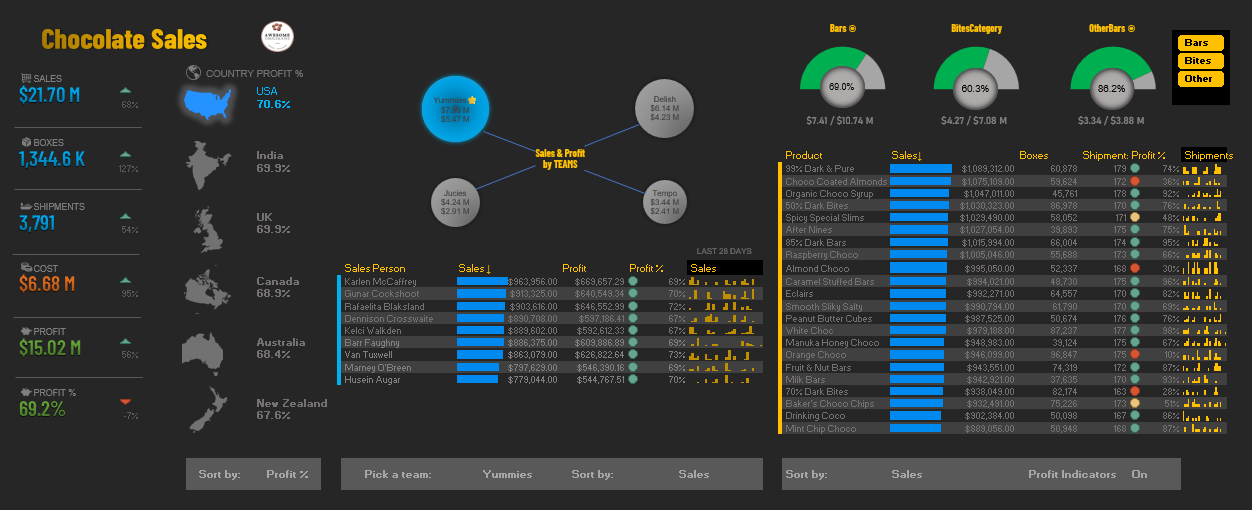 Chocolate Sales
AWESOME
CHOCOLATES
SALES
$21.70 M
68%
BOXES
1,344.6 K
127%
SHIPMENTS
3,791
54%
COST
$6.68 M
95%
PROFIT
$15.02 M
56%
PROFIT %
69.2%
-7%
COUNTRY PROFIT %
USA
70.6%
India
69.9%
UK
69.9%
Canada
68.9%
Australia
68.4%
New Zealand
67.6%
Sort by: Profit %
Yummies
$5.47 M
Delish
$6.14 M
$4.23 M
Sales & Profit
by TEAMS
Jucies
$4.24 M
$2.91 M
Tempo
$3.44 M
$2.41 M
LAST 28 DAYS
Sales Person Sales↓ Profit Profit % Sales
Karlen McCaffrey $963,956.00 $669,657.29 69%
Gunar Cockshoot $913,325.00 $640,549.34 70%
Rafaelita Blaksland $903,616.00 $646,552.99 72%
Dennison Crosswaite $890,708.00 $597,186.41 67%
Kelci Walkden $889,602.00 $592,612.33 67%
Barr Faughny $886,375.00 $609,886.89 69%
Van Tuxwell $863,079.00 $626,822.64 73%
Marney O'Breen $797,629.00 $546,390.16 69%
Husein Augar $779,044.00 $544,767.51 70%
Pick a team: Yummies Sort by: Sales
Bars
69.0%
$7.41 / $10.74 M
BitesCategory
60.3%
$4.27 / $7.08 M
OtherBars
86.2%
$3.34 / $3.88 M
Bars
Bites
Other
Product Sales↓ Boxes Shipment: Profit % Shipments
99% Dark & Pure $1,089,312.00 60,878 179 74%
Choco Coated Almonds $1,075,109.00 59,624 172 36%
Organic Choco Syrup $1,047,011.00 45,761 178 92%
50% Dark Bites $1,030,323.00 86,978 170 76%
Spicy Special Slims $1,029,490.00 58,052 171 48%
After Nines $1,027,054.00 39,893 175 75%
85% Dark Bars $1,015,994.00 66,004 174 95%
Raspberry Choco $1,005,046.00 55,688 173 66%
Almond Choco $995,050.00 52,337 168 30%
Caramel Stuffed Bars $994,021.00 48,730 175 96%
Eclairs $992,271.00 64,557 170 82%
Smooth Sliky Salty $990,794.00 61,790 170 69%
Peanut Butter Cubes $987,525.00 50,674 176 76%
White Choc $979,188.00 87,237 177 98%
Manuka Honey Choco $948,983.00 39,124 175 67%
Orange Choco $946,099.00 96,847 175 10%
Fruit & Nut Bars $943,551.00 74,319 172 87%
Milk Bars $942,921.00 37,635 170 93%
70% Dark Bites $938,049.00 82,174 163 28%
Baker's Choco Chips $932,491.00 75,226 173 51%
Drinking Coco $902,384.00 50,098 167 86%
Mint Chip Choco $889,056.00 50,948 168 87%
Sort by: Sales Profit Indicators On